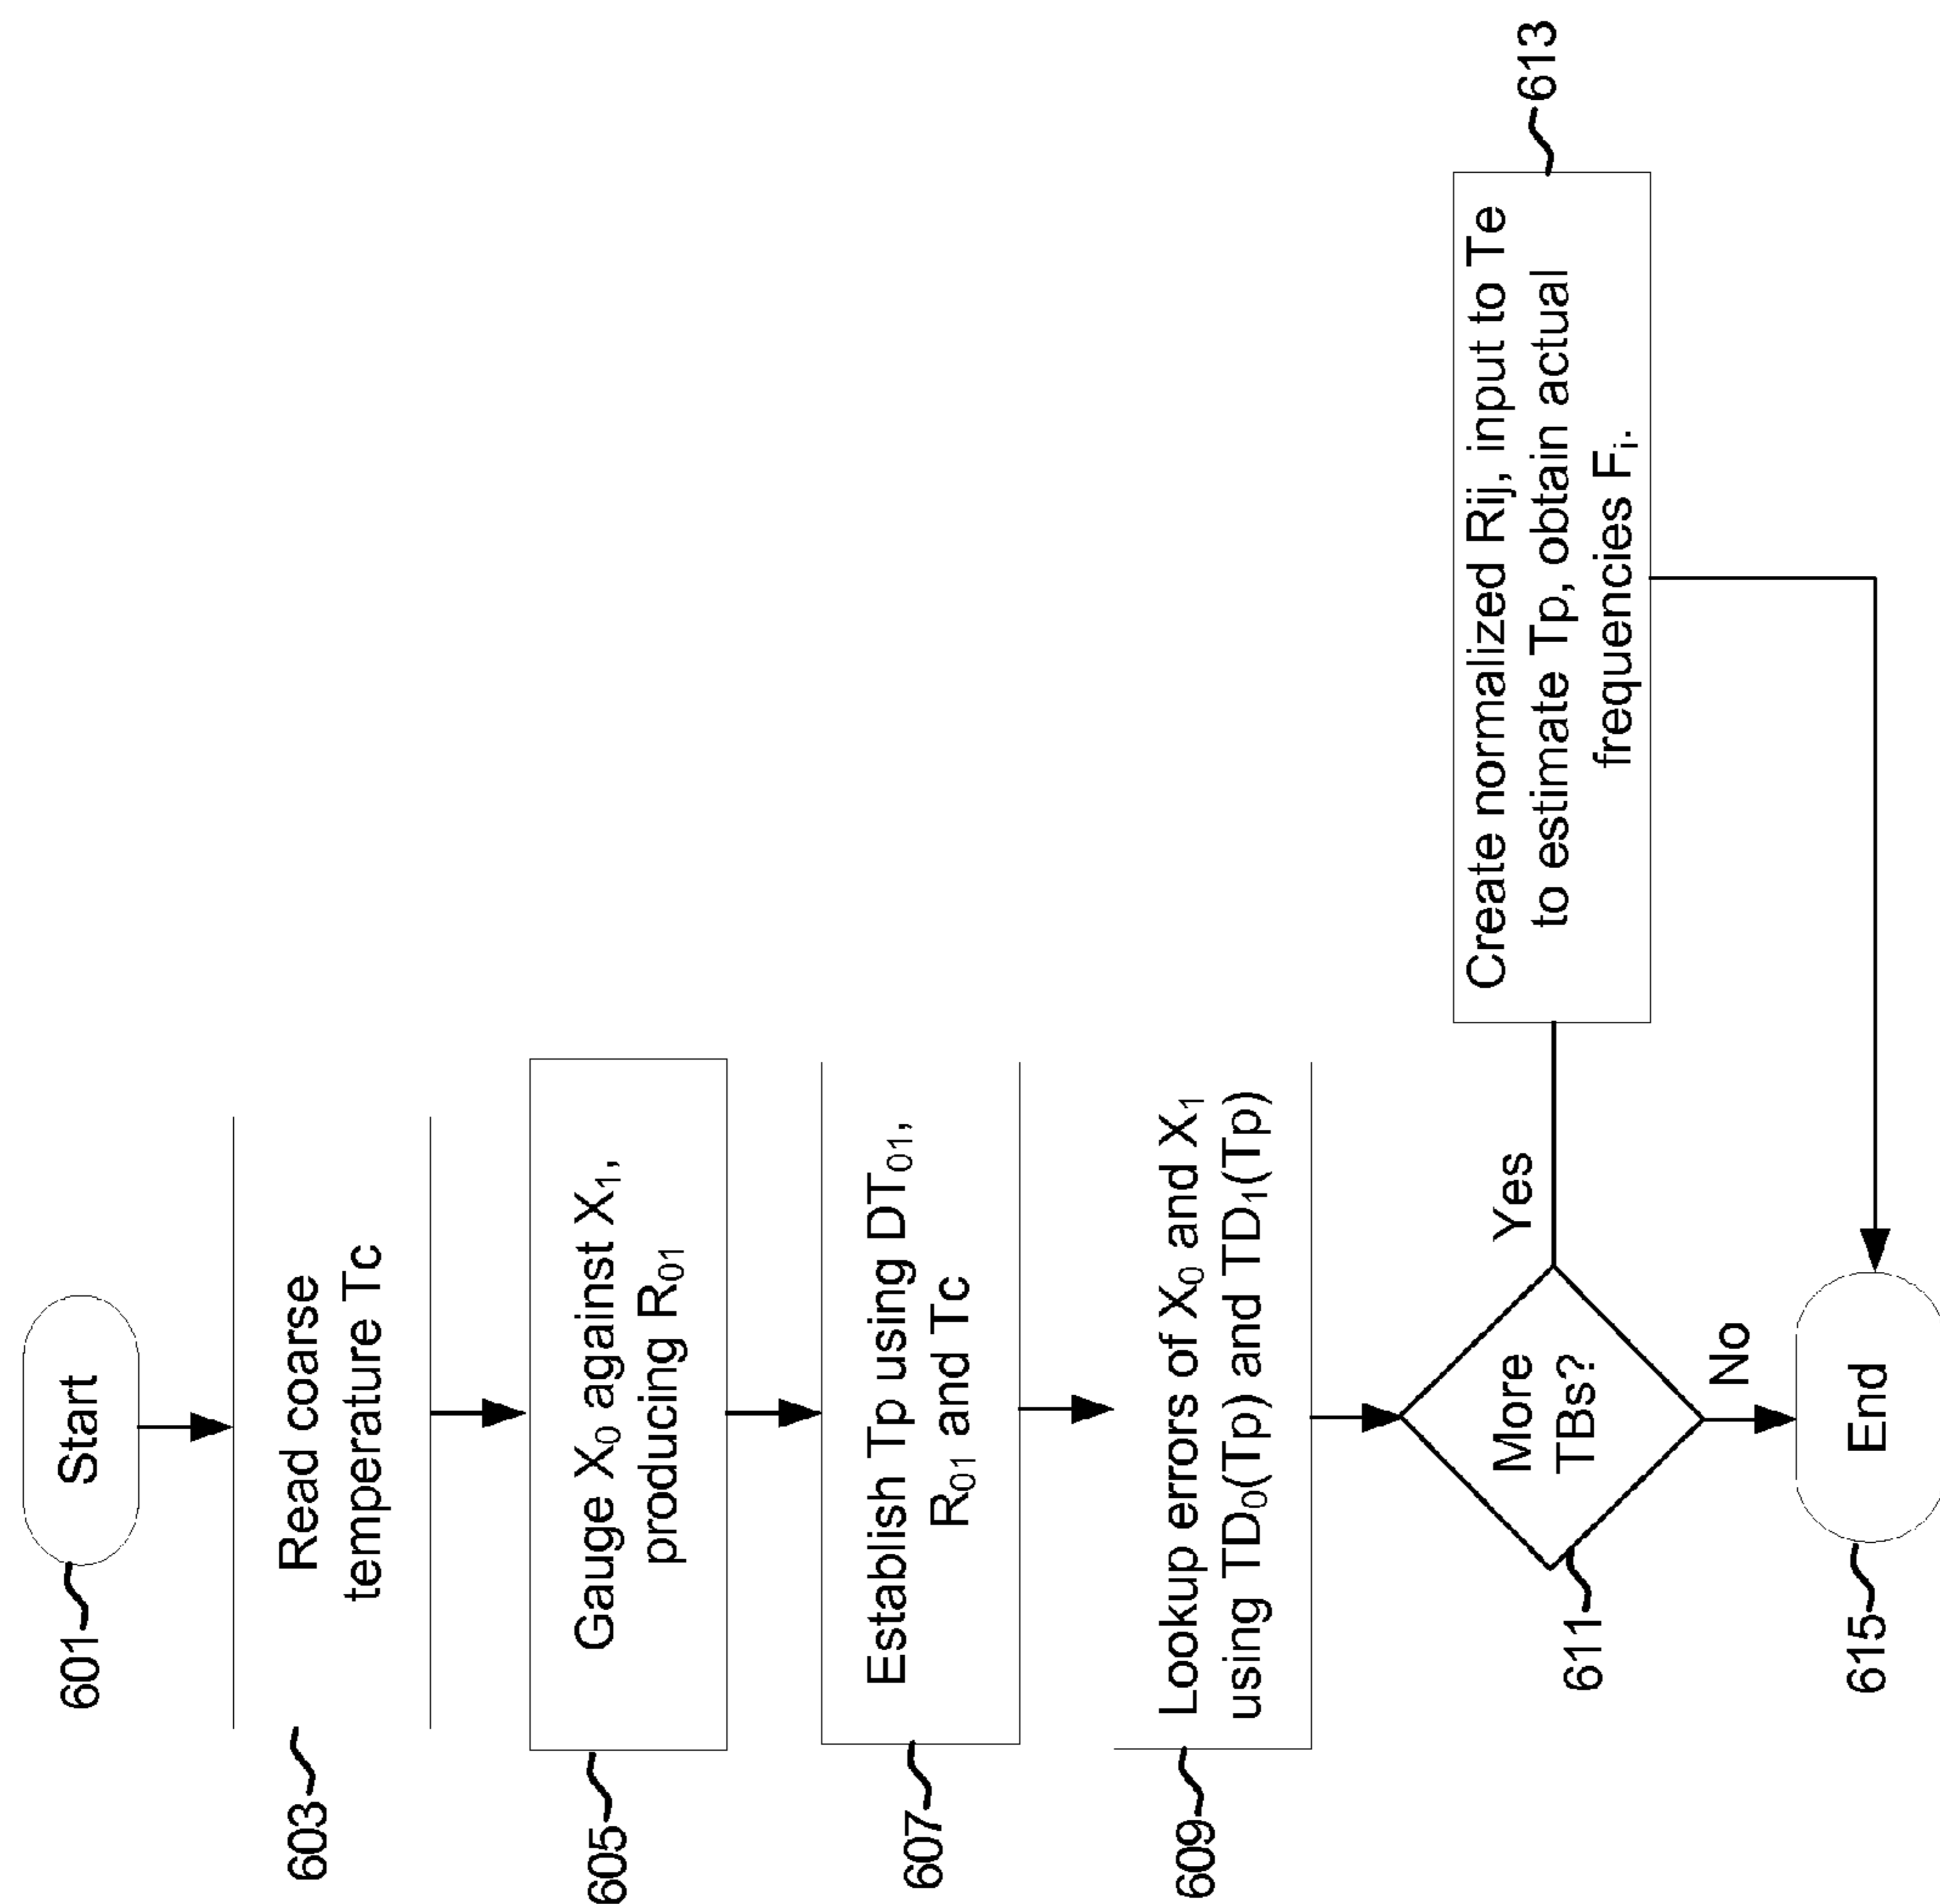 601
Start
603
Read coarse
temperature Tc
605
Gauge X₀ against X₁,
producing R₀₁
607
Establish Tp using DT₀₁,
R₀₁ and Tc
609
Lookup errors of X₀ and X₁
using TD₀(Tp) and TD₁(Tp)
611
More
TBs?
Yes
No
613
Create normalized Rij, input to Te
to estimate Tp, obtain actual
frequencies Fᵢ.
615
End